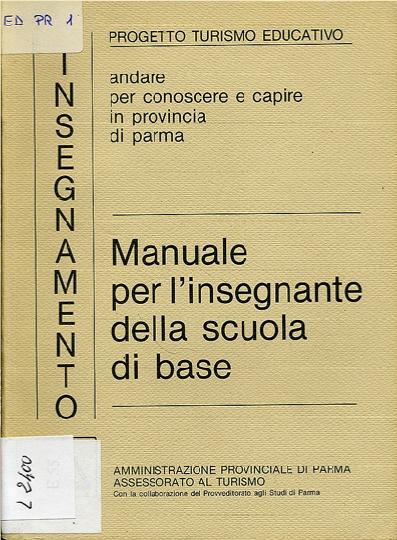 ED PR 1
INSEGNAMENTO
PROGETTO TURISMO EDUCATIVO
andare
per conoscere e capire
in provincia
di parma
Manuale
per l'insegnante
della scuola
di base
L 2400
AMMINISTRAZIONE PROVINCIALE DI PARMA
ASSESSORATO AL TURISMO
Con la collaborazione del Provveditorato agli Studi di Parma